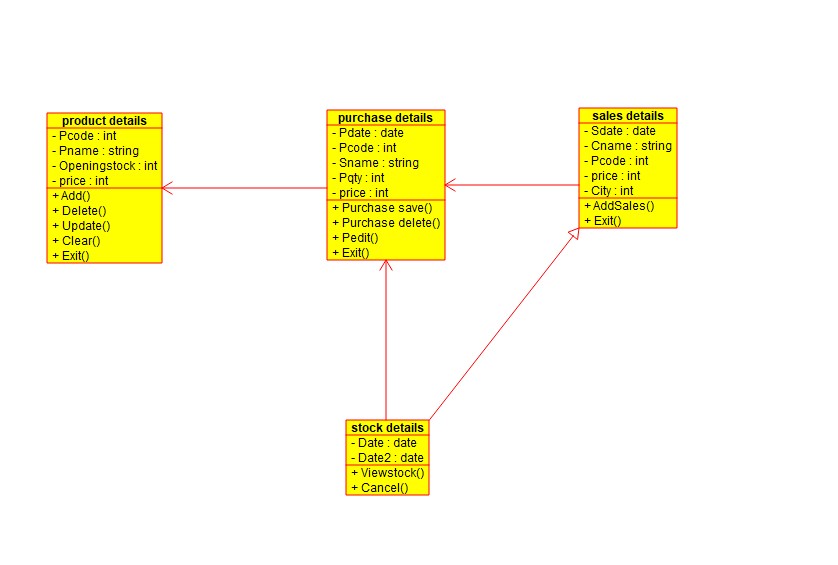 product details
- Pcode : int
- Pname : string
- Openingstock : int
- price : int
+ Add()
+ Delete()
+ Update()
+ Clear()
+ Exit()
purchase details
- Pdate : date
- Pcode : int
- Sname : string
- Pqty : int
- price : int
+ Purchase save()
+ Purchase delete()
+ Pedit()
+ Exit()
sales details
- Sdate : date
- Cname : string
- Pcode : int
- price : int
- City : int
+ AddSales()
+ Exit()
stock details
- Date : date
- Date2 : date
+ Viewstock()
+ Cancel()